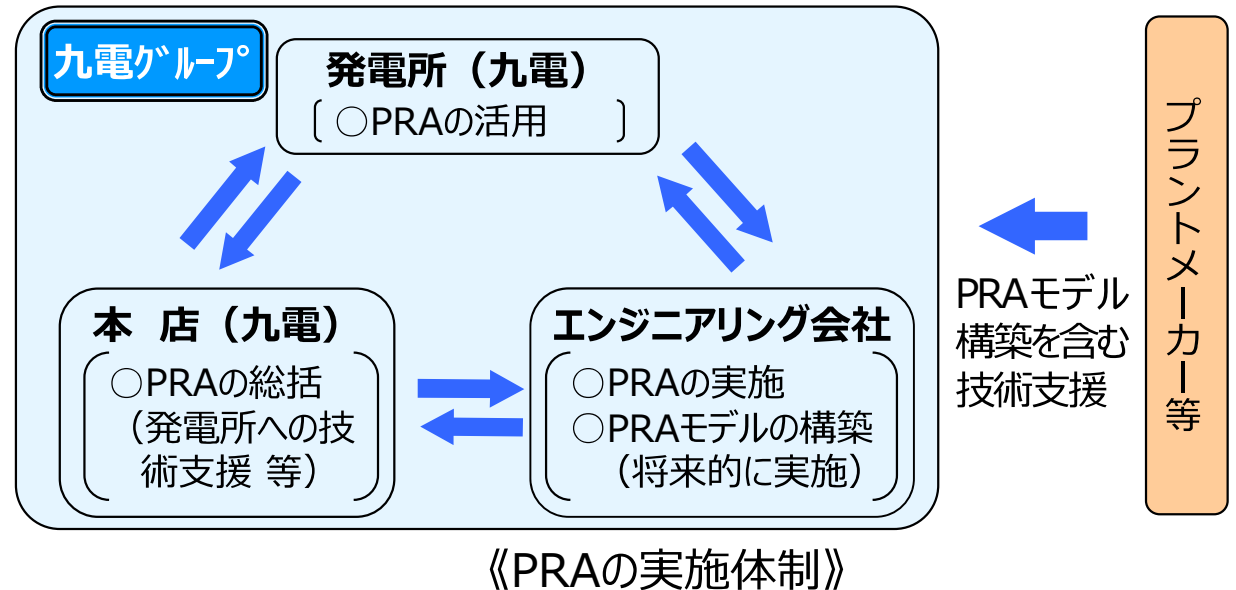 九電ｸﾞﾙｰﾌﾟ
発電所（九電）
○PRAの活用
本 店（九電）
○PRAの総括
（発電所への技
術支援 等）
エンジニアリング会社
○PRAの実施
○PRAモデルの構築
（将来的に実施）
PRAモデル
構築を含む
技術支援
プラントメーカー等
《PRAの実施体制》